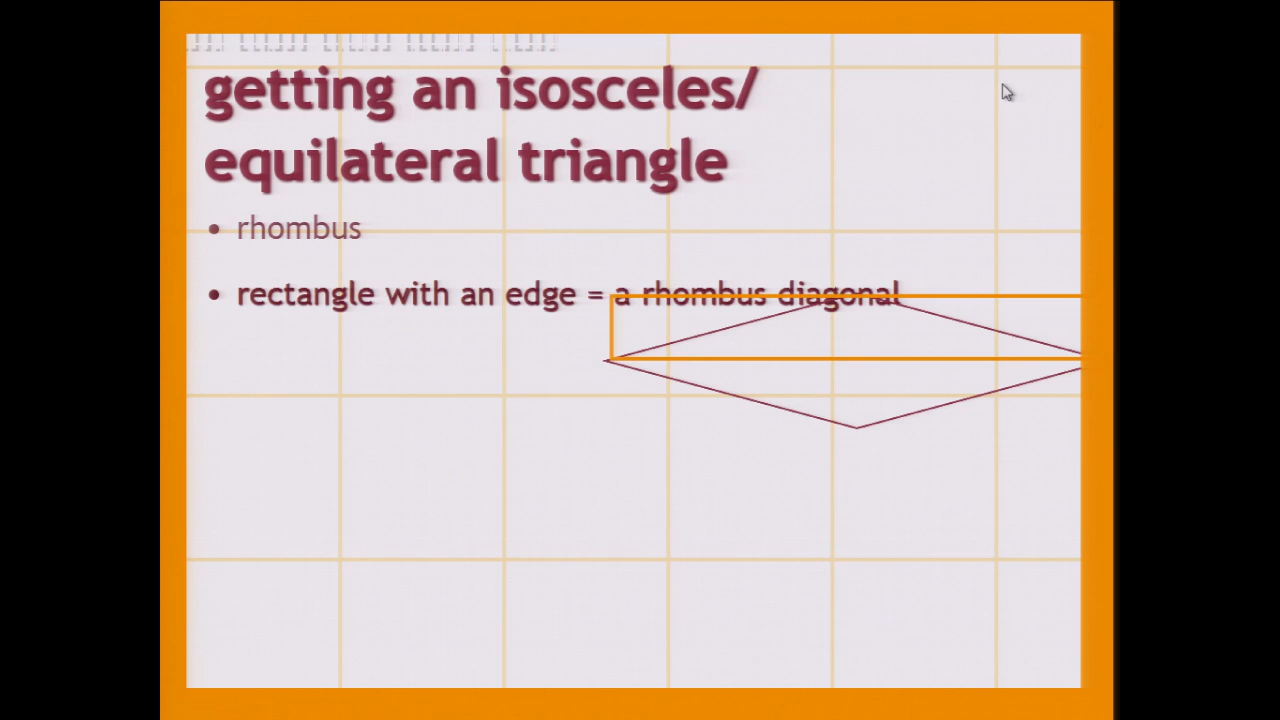 getting an isosceles/
equilateral triangle
• rhombus
• rectangle with an edge = a rhombus diagonal